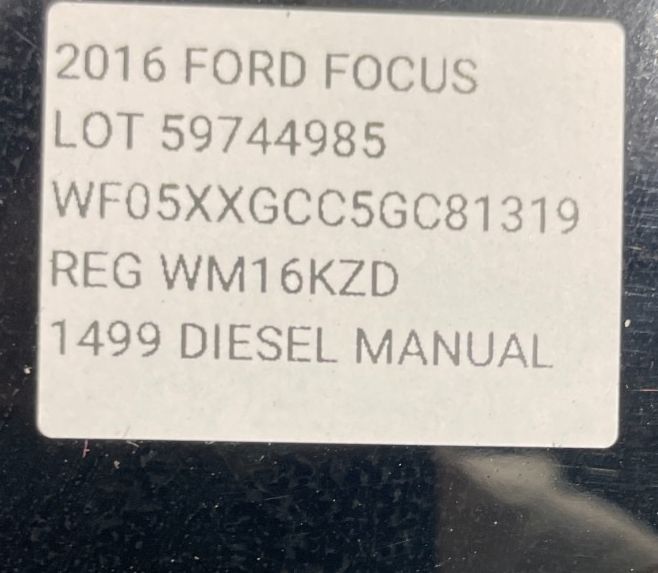 2016 FORD FOCUS
LOT 59744985
WF05XXGCC5GC81319
REG WM16KZD
1499 DIESEL MANUAL